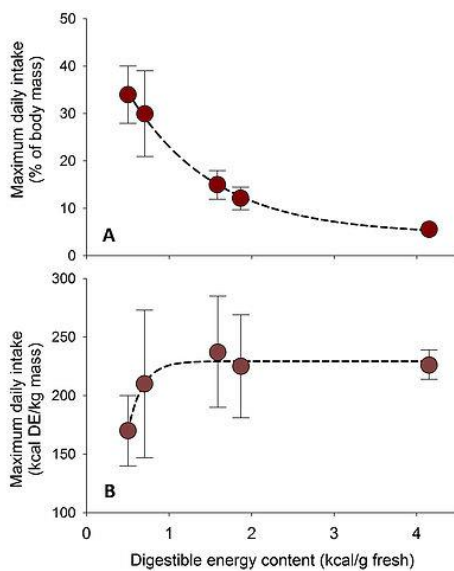 Maximum daily intake
(% of body mass)
50
40
30
20
10
0
A
Maximum daily intake
(kcal DE/kg mass)
300
250
200
150
100
B
0 1 2 3 4
Digestible energy content (kcal/g fresh)